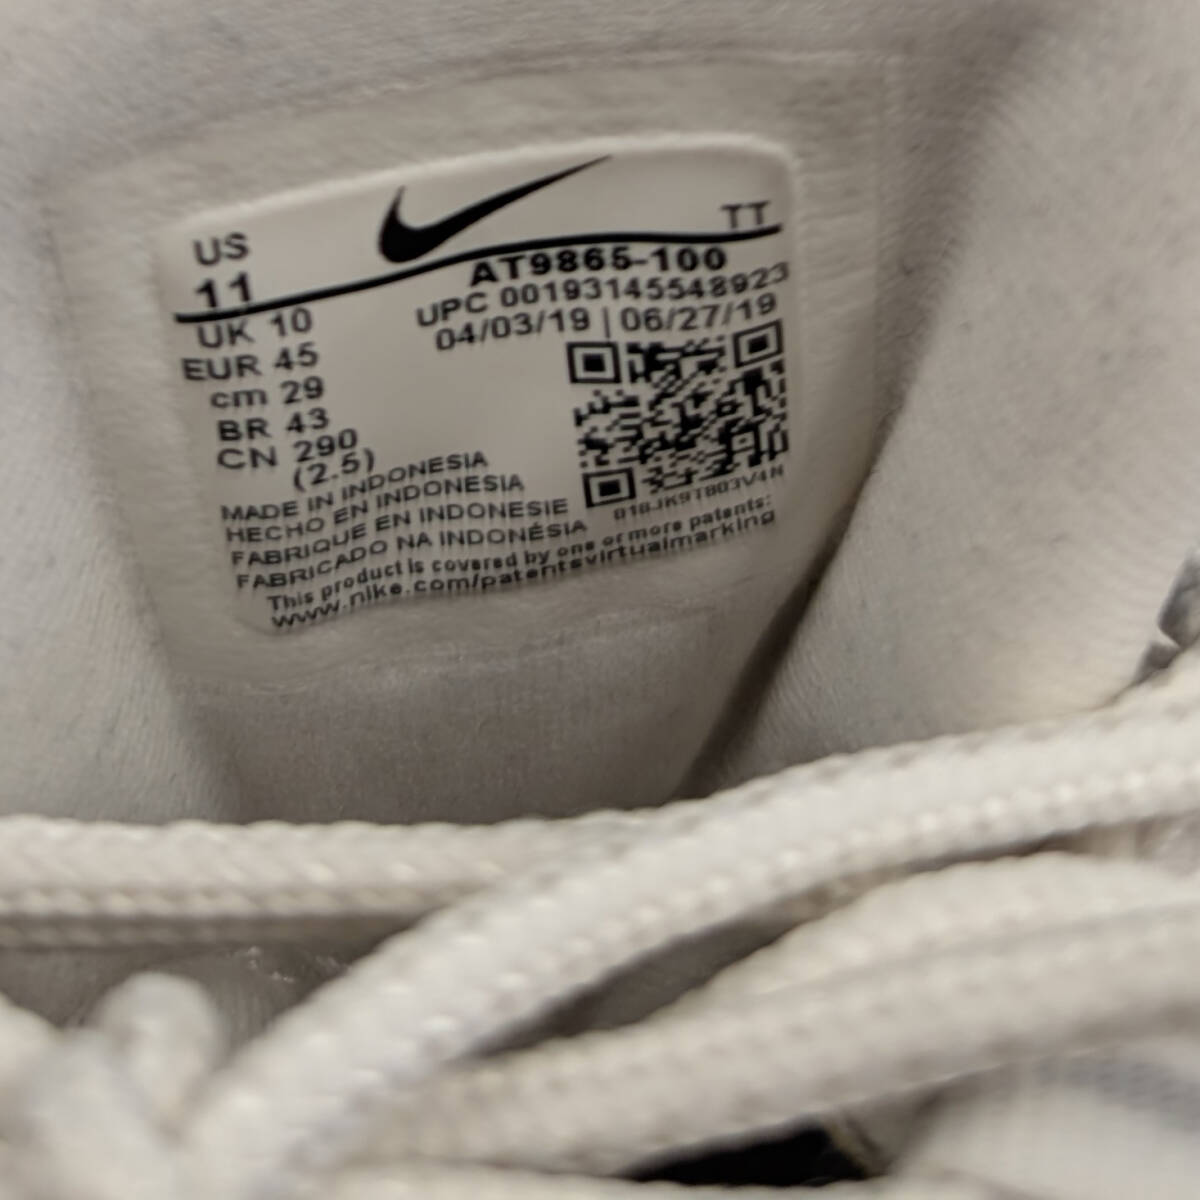 US
11
TT
AT9865-100
UPC 00193145548923
04/03/19 | 06/27/19
UK 10
EUR 45
cm 29
BR 43
CN 290
(2.5)
MADE IN INDONESIA
HECHO EN INDONESIA
FABRIQUE EN INDONESIE
FABRICADO NA INDONÉSIA
This product is covered by one or more patents:
www.nike.com/patentsvirtualmarking